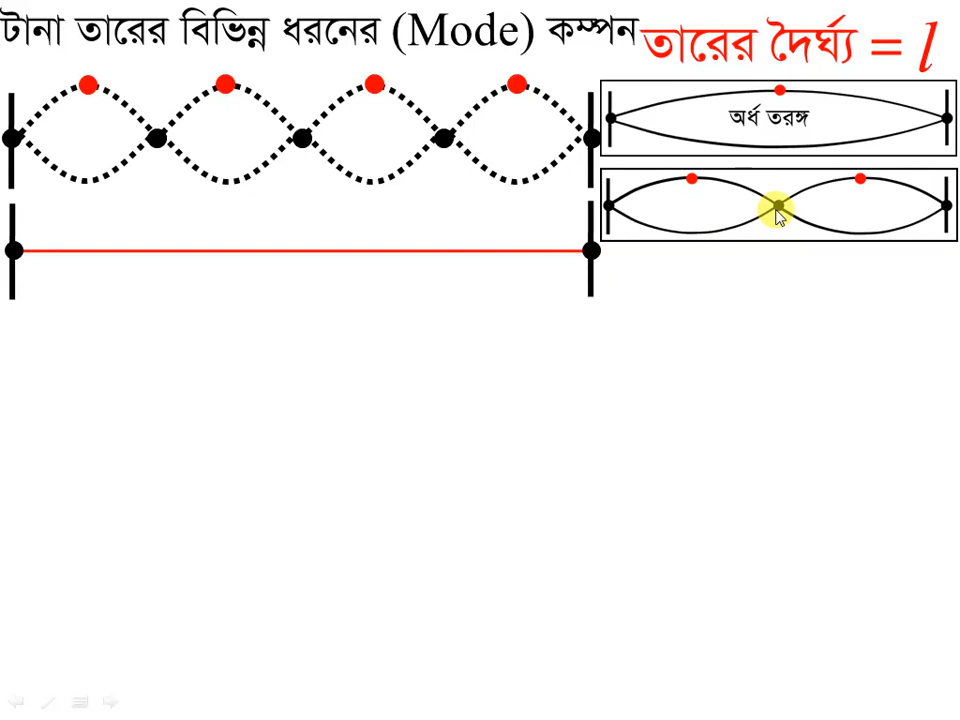 টানা তারের বিভিন্ন ধরনের (Mode) কম্পন
তারের দৈর্ঘ্য = l
অর্ধ তরঙ্গ